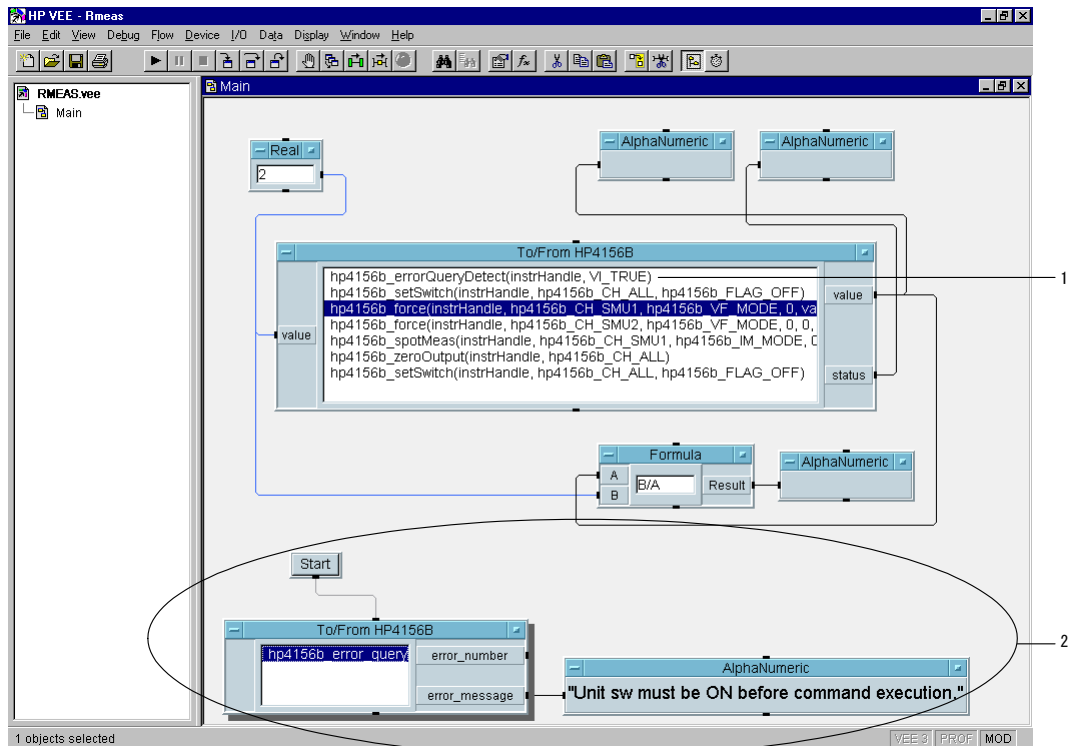 HP VEE - Rmeas
File Edit View Debug Flow Device I/O Data Display Window Help
RMEAS.vee
Main
Main
Real
2
AlphaNumeric
AlphaNumeric
To/From HP4156B
value
hp4156b_errorQueryDetect(instrHandle, VI_TRUE)
hp4156b_setSwitch(instrHandle, hp4156b_CH_ALL, hp4156b_FLAG_OFF)
hp4156b_force(instrHandle, hp4156b_CH_SMU1, hp4156b_VF_MODE, 0, va
hp4156b_force(instrHandle, hp4156b_CH_SMU2, hp4156b_VF_MODE, 0, 0,
hp4156b_spotMeas(instrHandle, hp4156b_CH_SMU1, hp4156b_IM_MODE, 0
hp4156b_zeroOutput(instrHandle, hp4156b_CH_ALL)
hp4156b_setSwitch(instrHandle, hp4156b_CH_ALL, hp4156b_FLAG_OFF)
value
status
1
Formula
A
B
B/A
Result
AlphaNumeric
Start
To/From HP4156B
hp4156b_error_query
error_number
error_message
AlphaNumeric
"Unit sw must be ON before command execution."
2
1 objects selected
VEE 3 PROF MOD